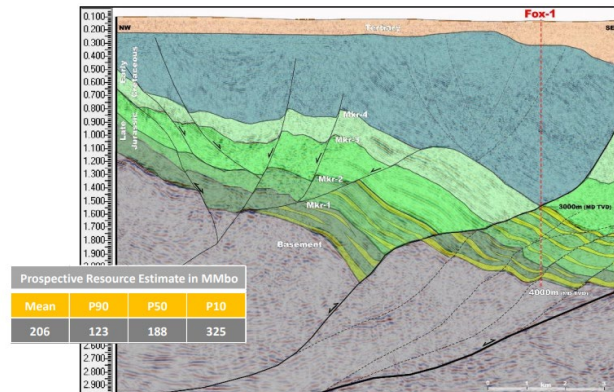 Fox-1
NW
SE
Tertiary
Early
Cretaceous
Late
Jurassic
Mkr-4
Mkr-3
Mkr-2
Mkr-1
Basement
3000m (MD TVD)
4000m
0.100
0.200
0.300
0.400
0.500
0.600
0.700
0.800
0.900
1.000
1.100
1.200
1.300
1.400
1.500
1.600
1.700
1.800
1.900
2.600
2.700
2.800
2.900
Prospective Resource Estimate in MMbo
Mean P90 P50 P10
206 123 188 325
km